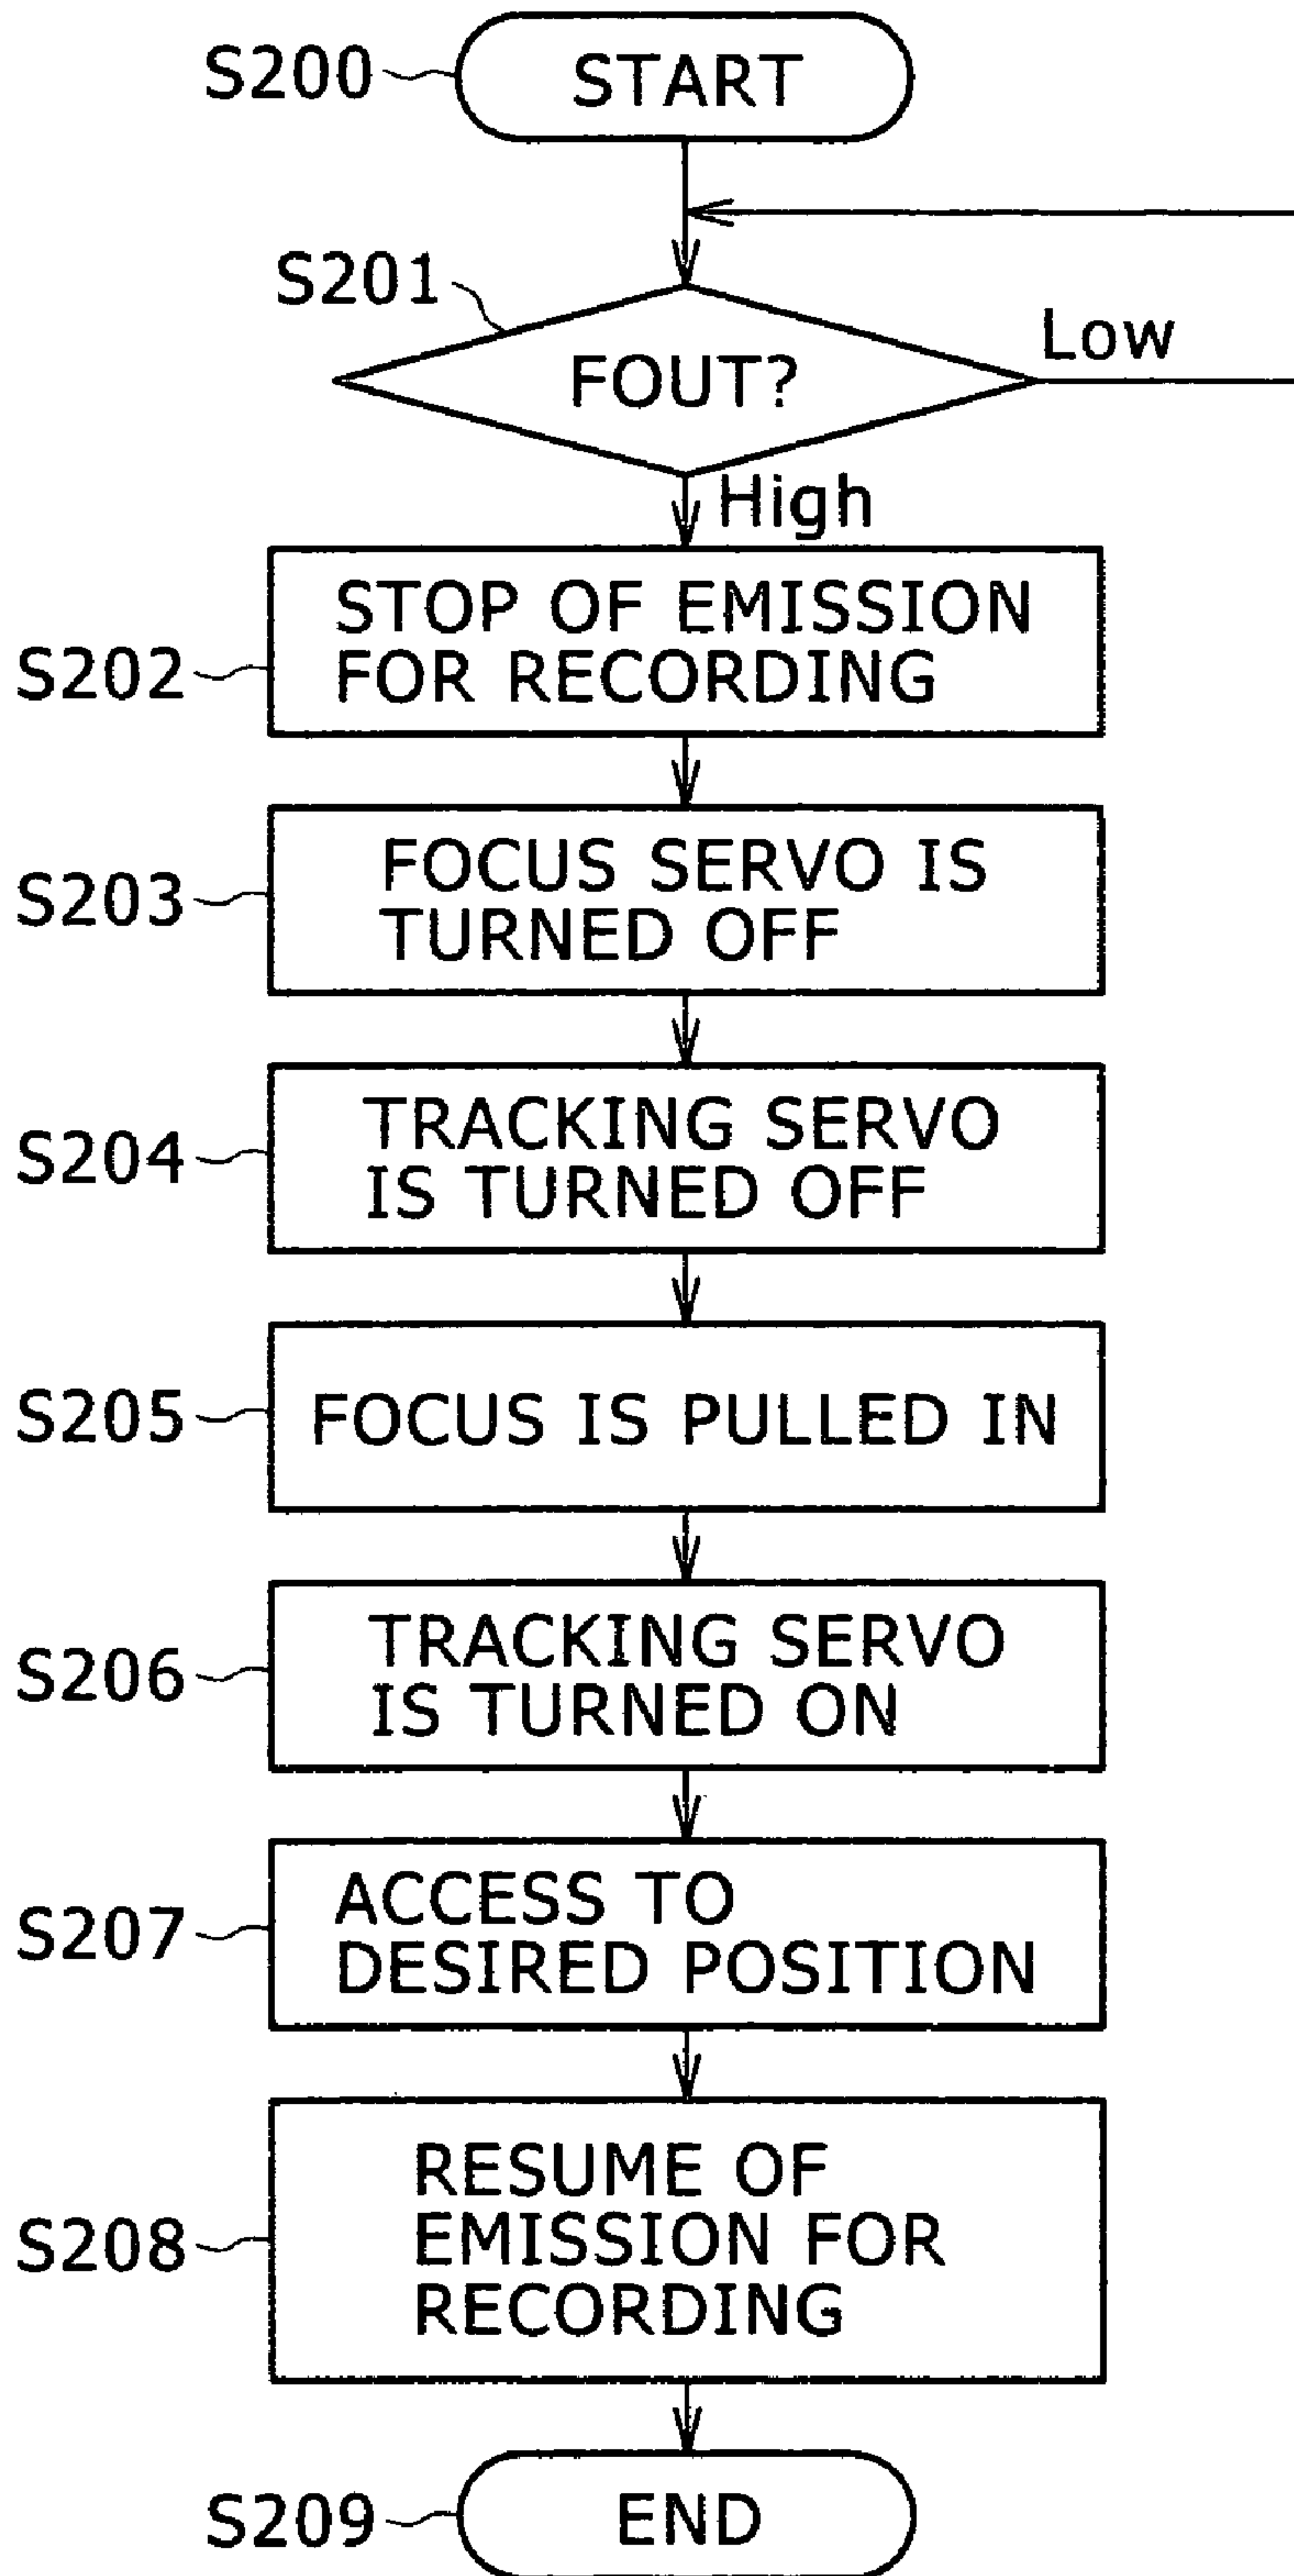 S200
START
S201
FOUT?
Low
High
S202
STOP OF EMISSION
FOR RECORDING
S203
FOCUS SERVO IS
TURNED OFF
S204
TRACKING SERVO
IS TURNED OFF
S205
FOCUS IS PULLED IN
S206
TRACKING SERVO
IS TURNED ON
S207
ACCESS TO
DESIRED POSITION
S208
RESUME OF
EMISSION FOR
RECORDING
S209
END